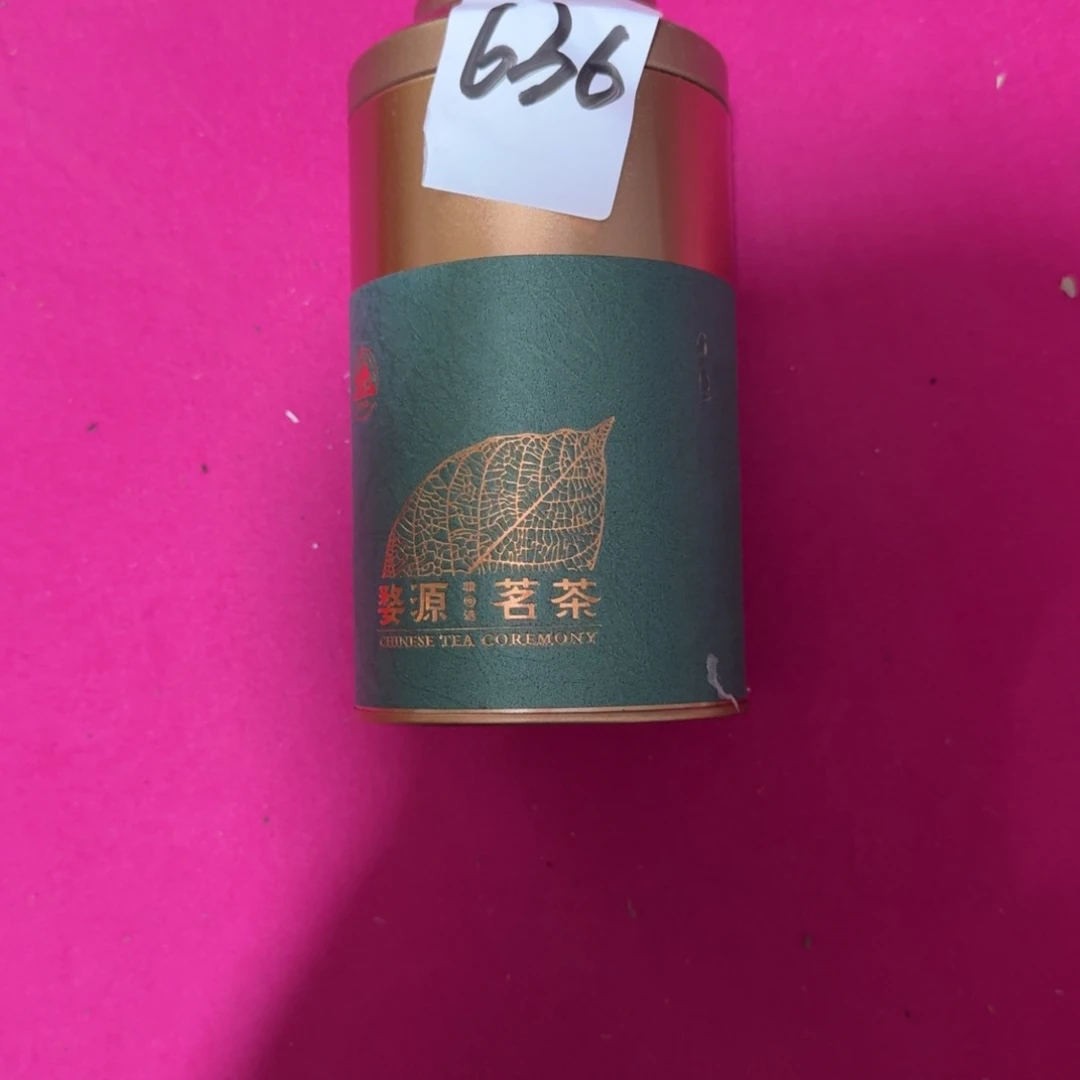 636
婺源 茗茶
CHINESE TEA COREMONY